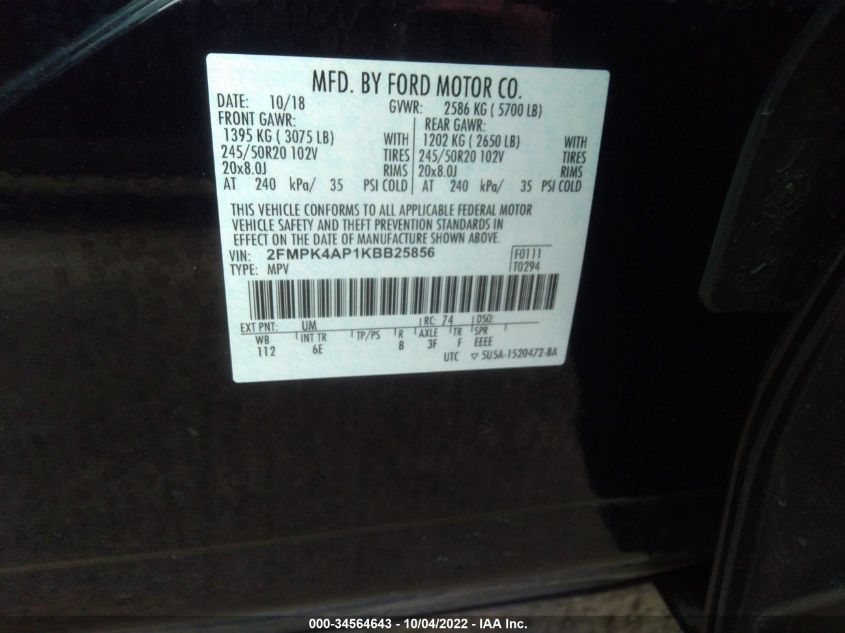 MFD. BY FORD MOTOR CO.
DATE: 10/18 GVWR: 2586 KG ( 5700 LB)
FRONT GAWR: REAR GAWR:
1395 KG ( 3075 LB) WITH 1202 KG ( 2650 LB) WITH
245/50R20 102V TIRES 245/50R20 102V TIRES
20x8.0J RIMS 20x8.0J RIMS
AT 240 kPa/ 35 PSI COLD AT 240 kPa/ 35 PSI COLD
THIS VEHICLE CONFORMS TO ALL APPLICABLE FEDERAL MOTOR
VEHICLE SAFETY AND THEFT PREVENTION STANDARDS IN
EFFECT ON THE DATE OF MANUFACTURE SHOWN ABOVE.
VIN: 2FMPK4AP1KBB25856 F0111
TYPE: MPV T0294
EXT PNT: UM RC: 74 DSO:
WB INT TR TP/PS R AXLE TR SPR
112 6E B 3F F EEEE
UTC ▽ 5U5A-1520472-BA
000-34564643 - 10/04/2022 - IAA Inc.